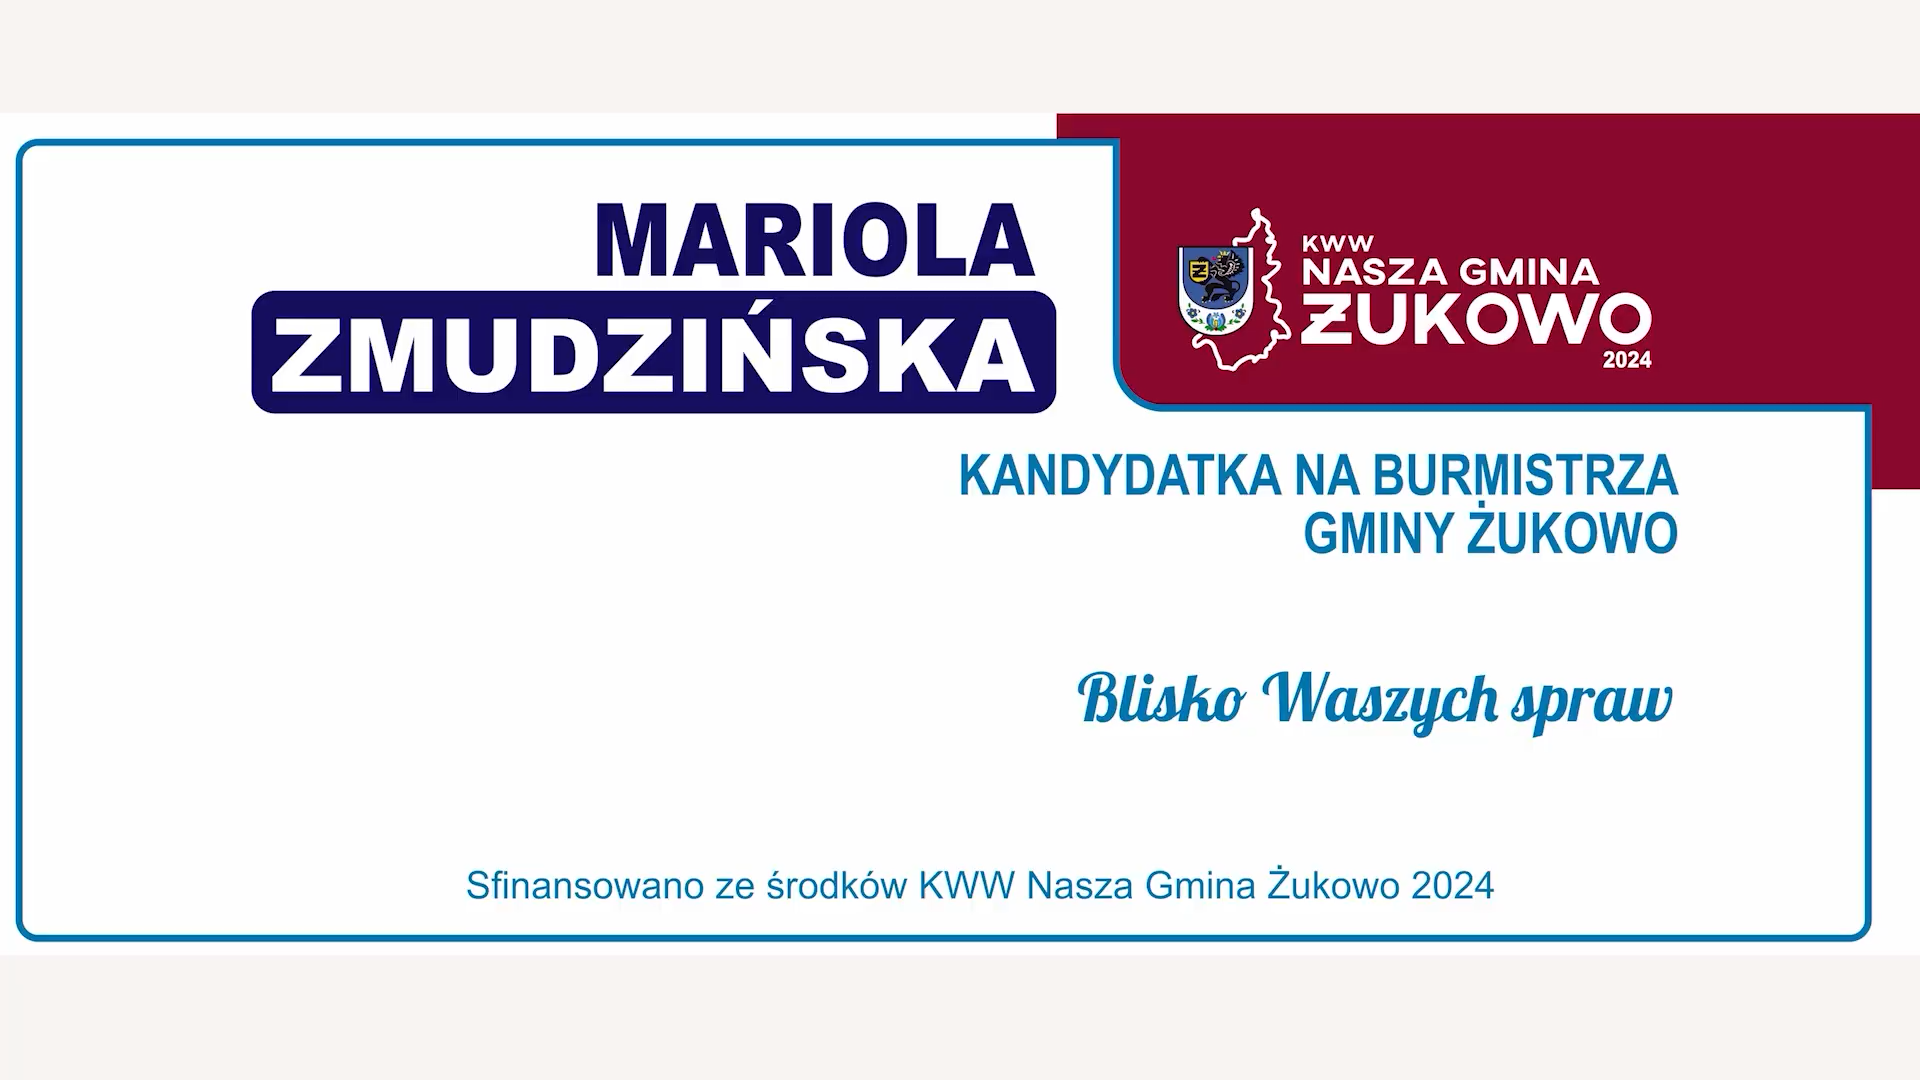 MARIOLA
ZMUDZIŃSKA
KWW
NASZA GMINA
ŻUKOWO
2024
KANDYDATKA NA BURMISTRZA
GMINY ŻUKOWO
Blisko Waszych spraw
Sfinansowano ze środków KWW Nasza Gmina Żukowo 2024